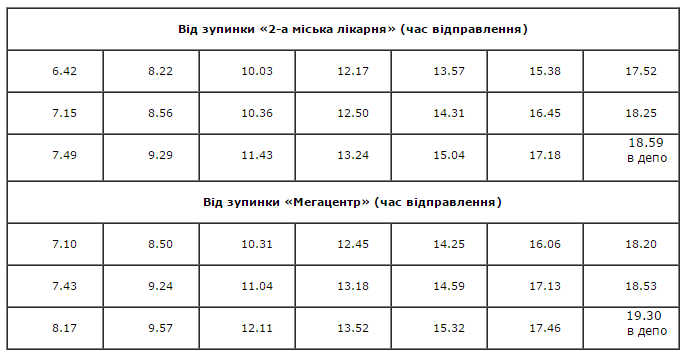 Від зупинки «2-а міська лікарня» (час відправлення)
6.42 8.22 10.03 12.17 13.57 15.38 17.52
7.15 8.56 10.36 12.50 14.31 16.45 18.25
7.49 9.29 11.43 13.24 15.04 17.18 18.59
в депо
Від зупинки «Мегацентр» (час відправлення)
7.10 8.50 10.31 12.45 14.25 16.06 18.20
7.43 9.24 11.04 13.18 14.59 17.13 18.53
8.17 9.57 12.11 13.52 15.32 17.46 19.30
в депо